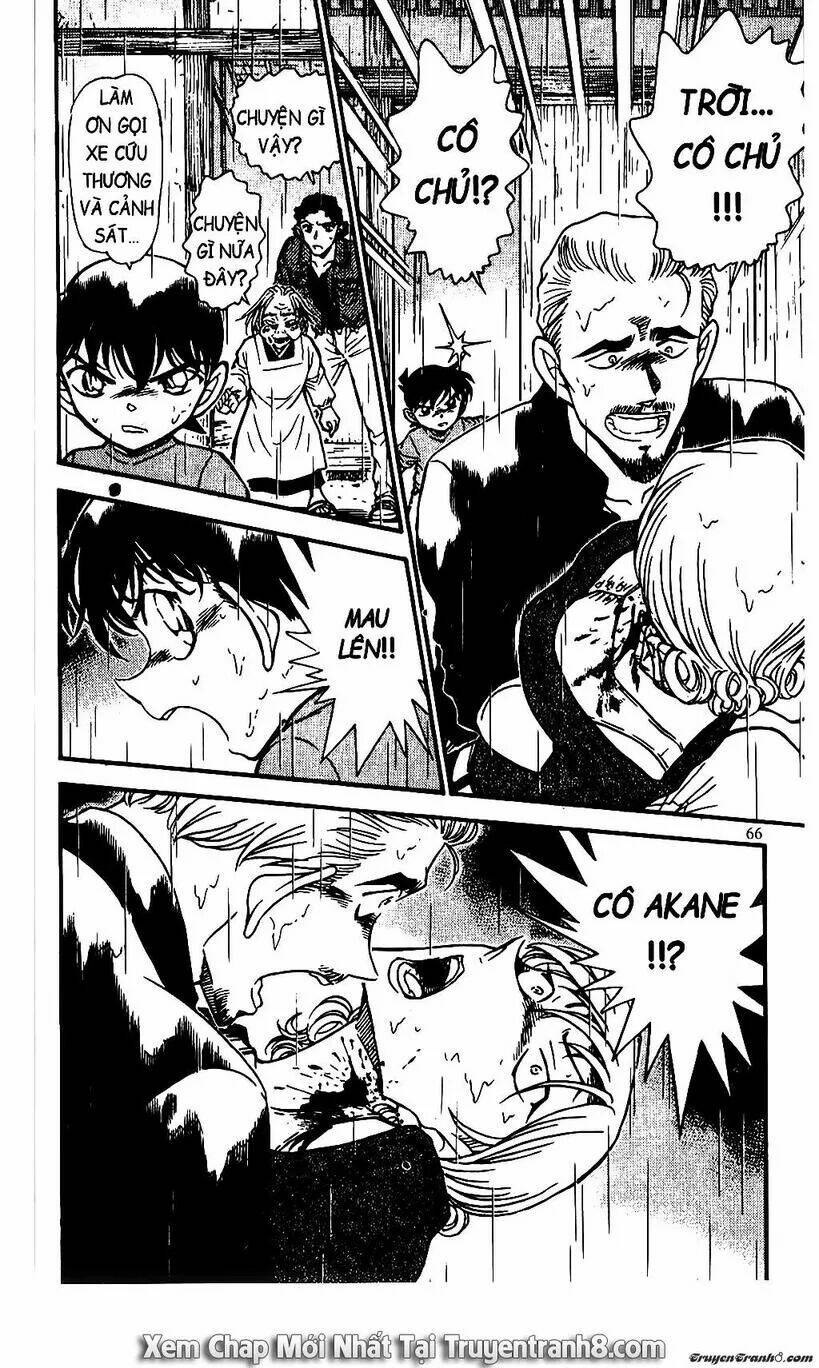 TRỜI...
CÔ CHỦ
!!!
CÔ
CHỦ!?
CHUYỆN GÌ
VẬY?
CHUYỆN
GÌ NỮA
ĐÂY?
LÀM
ƠN GỌI
XE CỨU
THƯƠNG
VÀ CẢNH
SÁT...
MAU
LÊN!!
66
CÔ AKANE
!!?
Xem Chap Mới Nhất Tại Truyentranh8.com
TruyenTranh8.com